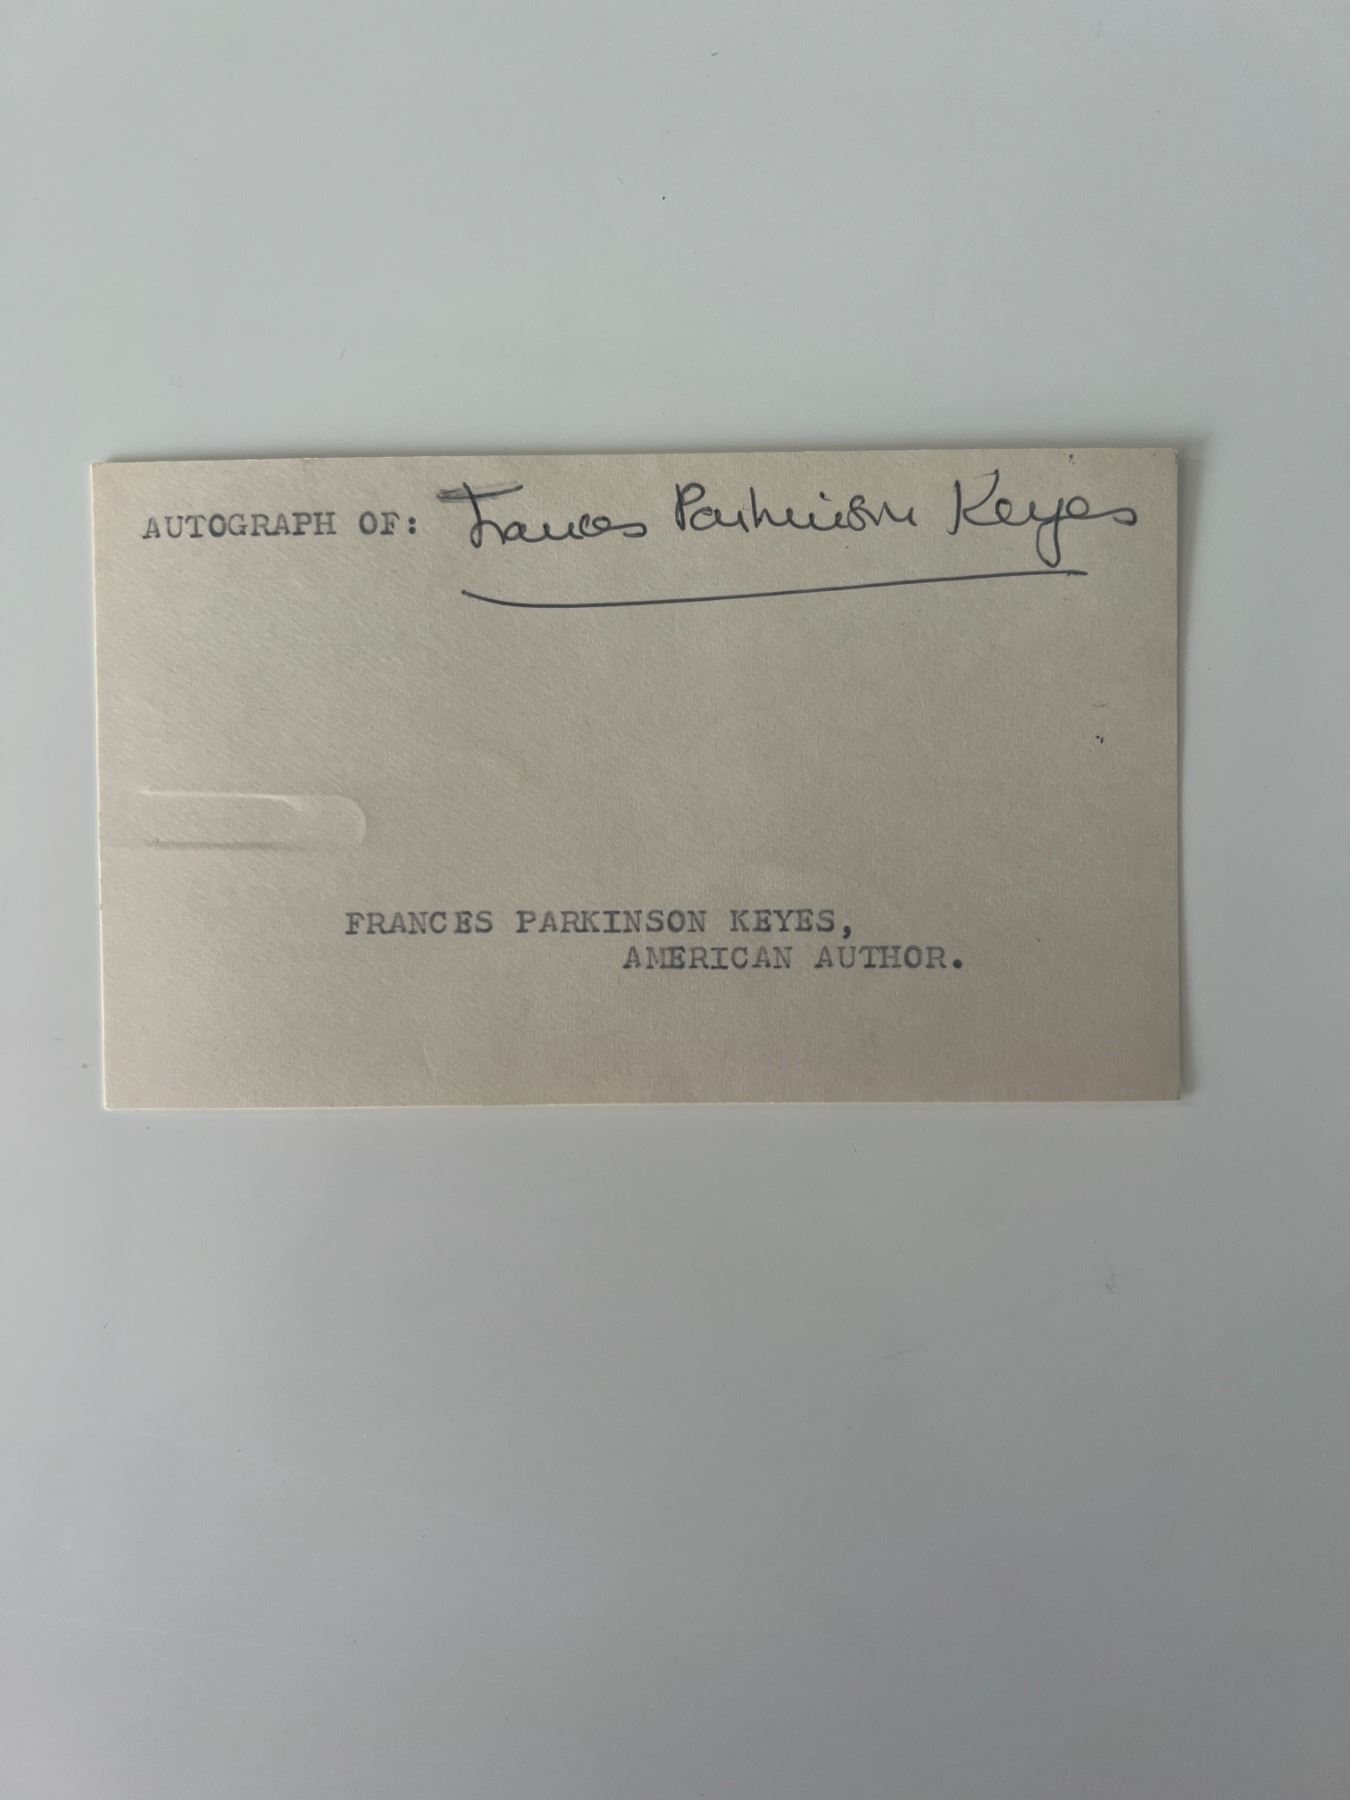 AUTOGRAPH OF: Frances Parkinson Keyes
FRANCES PARKINSON KEYES,
AMERICAN AUTHOR.